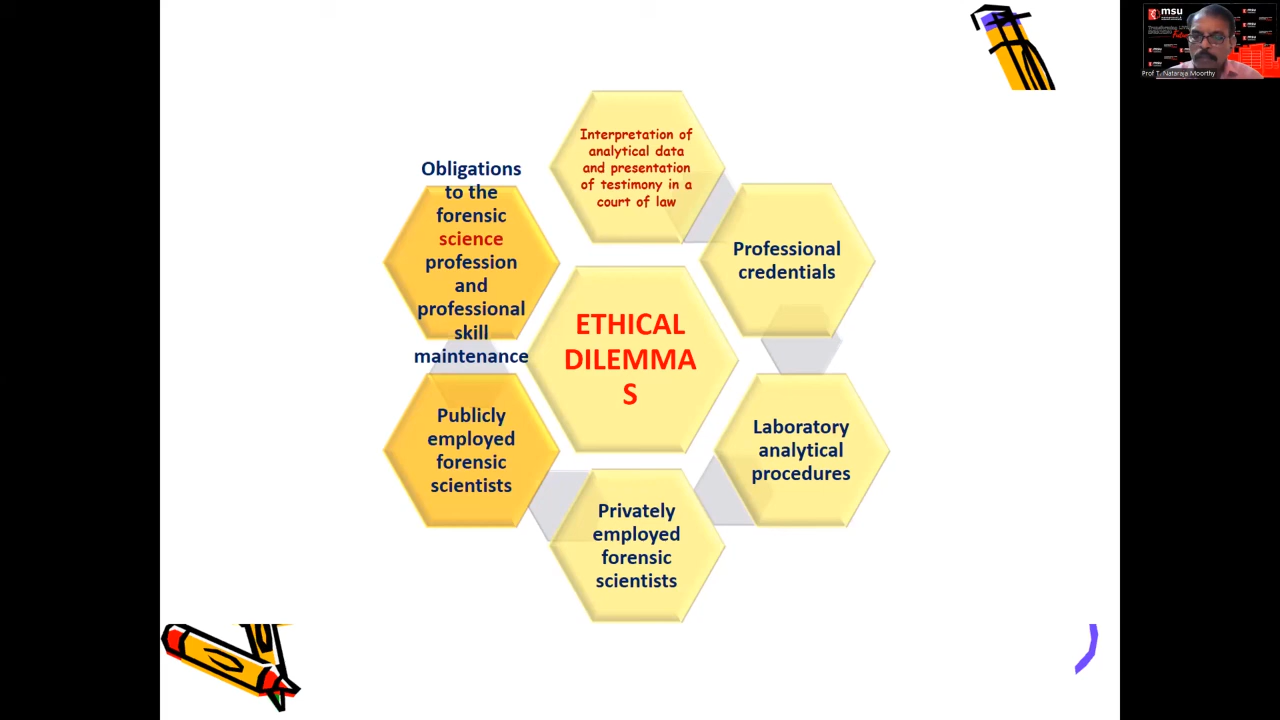 Interpretation of
analytical data
and presentation
of testimony in a
court of law
Professional
credentials
Laboratory
analytical
procedures
Privately
employed
forensic
scientists
Publicly
employed
forensic
scientists
Obligations
to the
forensic
science
profession
and
professional
skill
maintenance
ETHICAL
DILEMMA
S
msu
msu
Prof T. Nataraja Moorthy